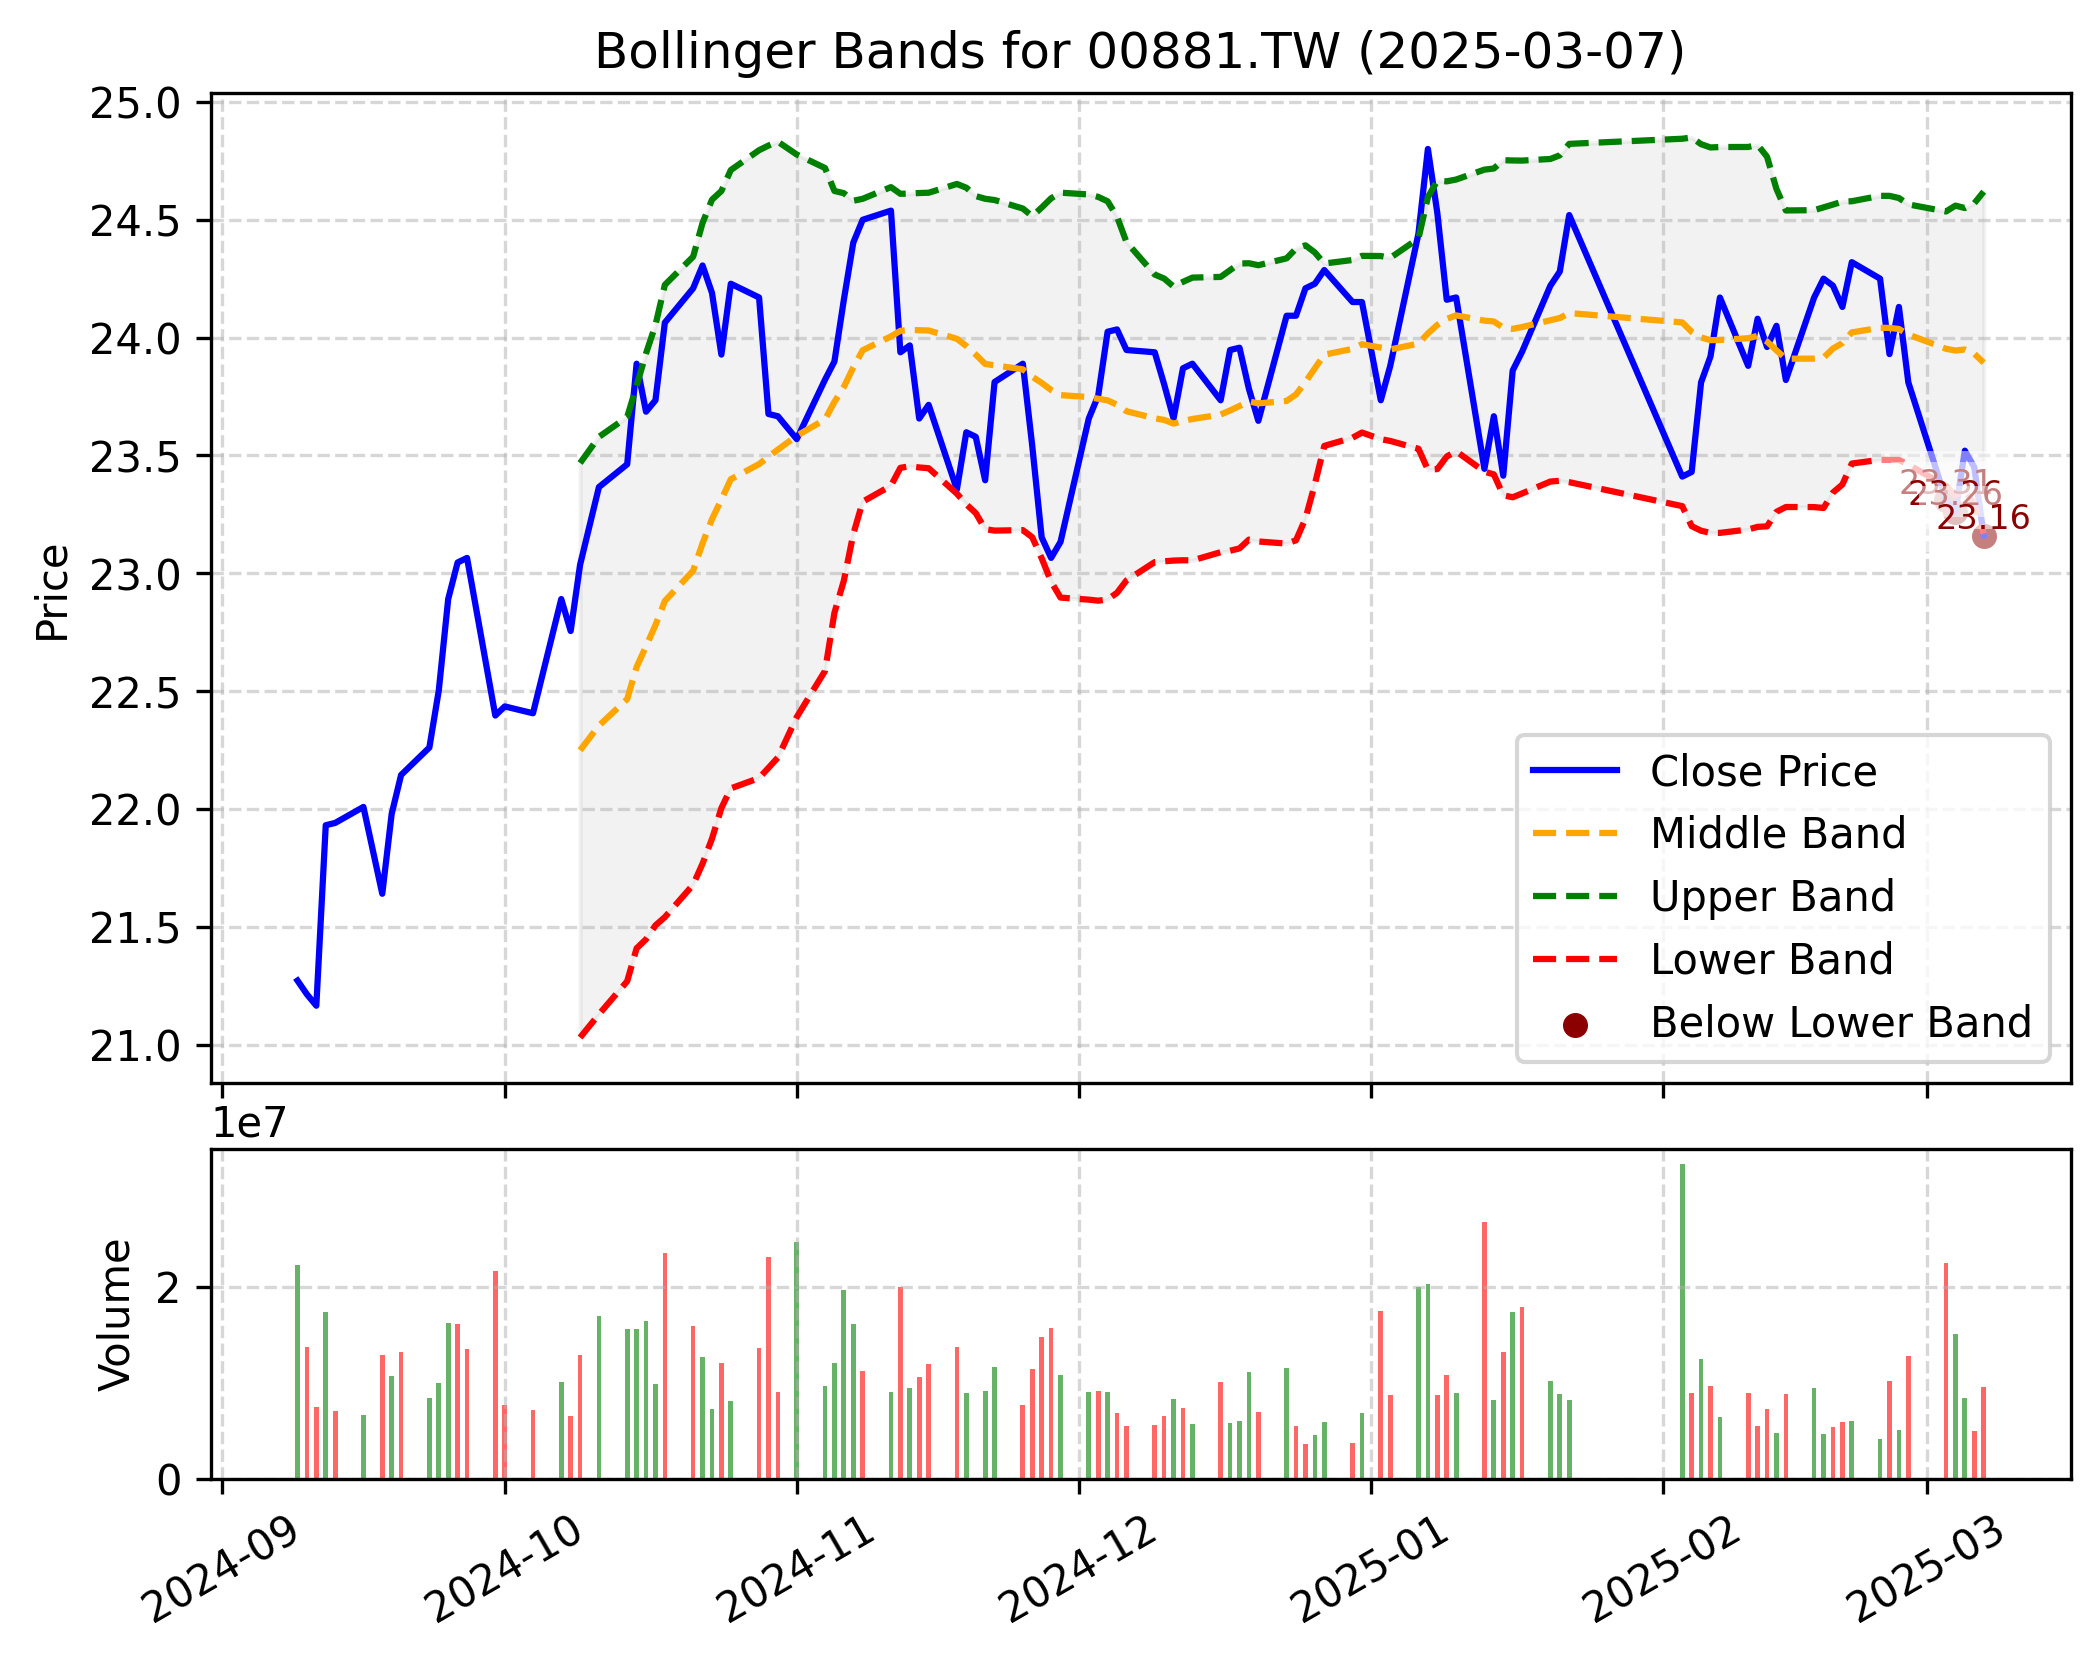 Bollinger Bands for 00881.TW (2025-03-07)
25.0
24.5
24.0
23.5
23.0
22.5
22.0
21.5
21.0
Price
23.31
23.26
23.16
Close Price
Middle Band
Upper Band
Lower Band
Below Lower Band
1e7
2
0
Volume
2024-09
2024-10
2024-11
2024-12
2025-01
2025-02
2025-03